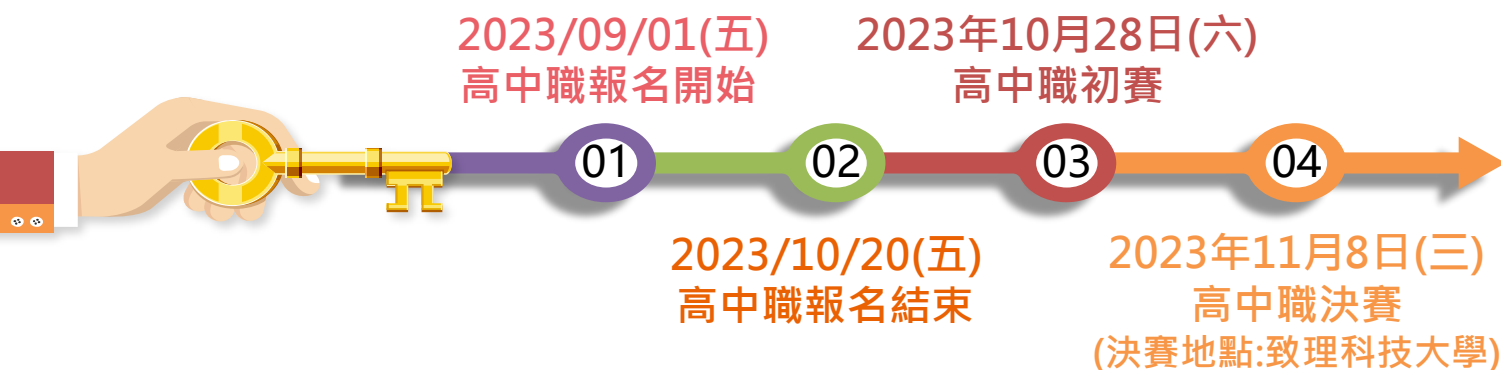 2023/09/01(五)
高中職報名開始
2023年10月28日(六)
高中職初賽
01
02
03
04
2023/10/20(五)
高中職報名結束
2023年11月8日(三)
高中職決賽
(決賽地點:致理科技大學)